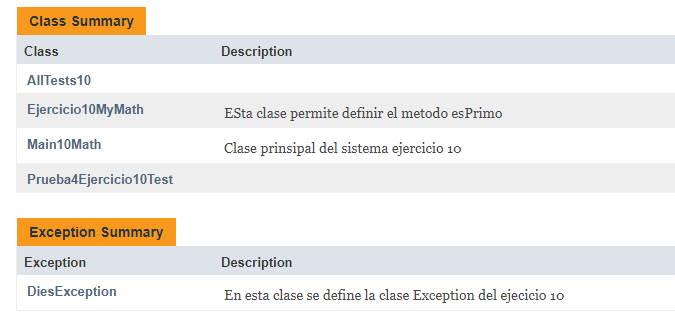 Class Summary
Class Description
AllTests10
Ejercicio10MyMath ESta clase permite definir el metodo esPrimo
Main10Math Clase prinsipal del sistema ejercicio 10
Prueba4Ejercicio10Test
Exception Summary
Exception Description
DiesException En esta clase se define la clase Exception del ejecicio 10